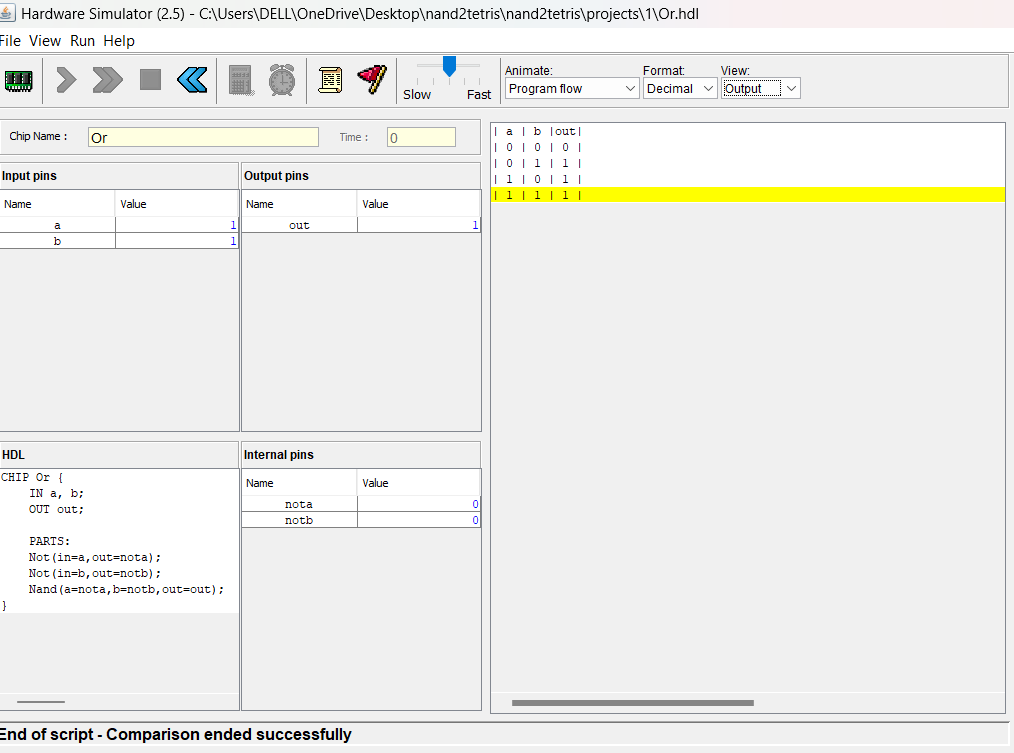 Hardware Simulator (2.5) - C:\Users\DELL\OneDrive\Desktop\nand2tetris\nand2tetris\projects\1\Or.hdl
File View Run Help
Slow Fast
Animate: Format: View:
Program flow Decimal Output
Chip Name : Or Time : 0
Input pins
Name Value
a 1
b 1
Output pins
Name Value
out 1
HDL
CHIP Or {
    IN a, b;
    OUT out;
    PARTS:
    Not(in=a,out=nota);
    Not(in=b,out=notb);
    Nand(a=nota,b=notb,out=out);
}
Internal pins
Name Value
nota 0
notb 0
| a | b |out|
| 0 | 0 | 0 |
| 0 | 1 | 1 |
| 1 | 0 | 1 |
| 1 | 1 | 1 |
End of script - Comparison ended successfully